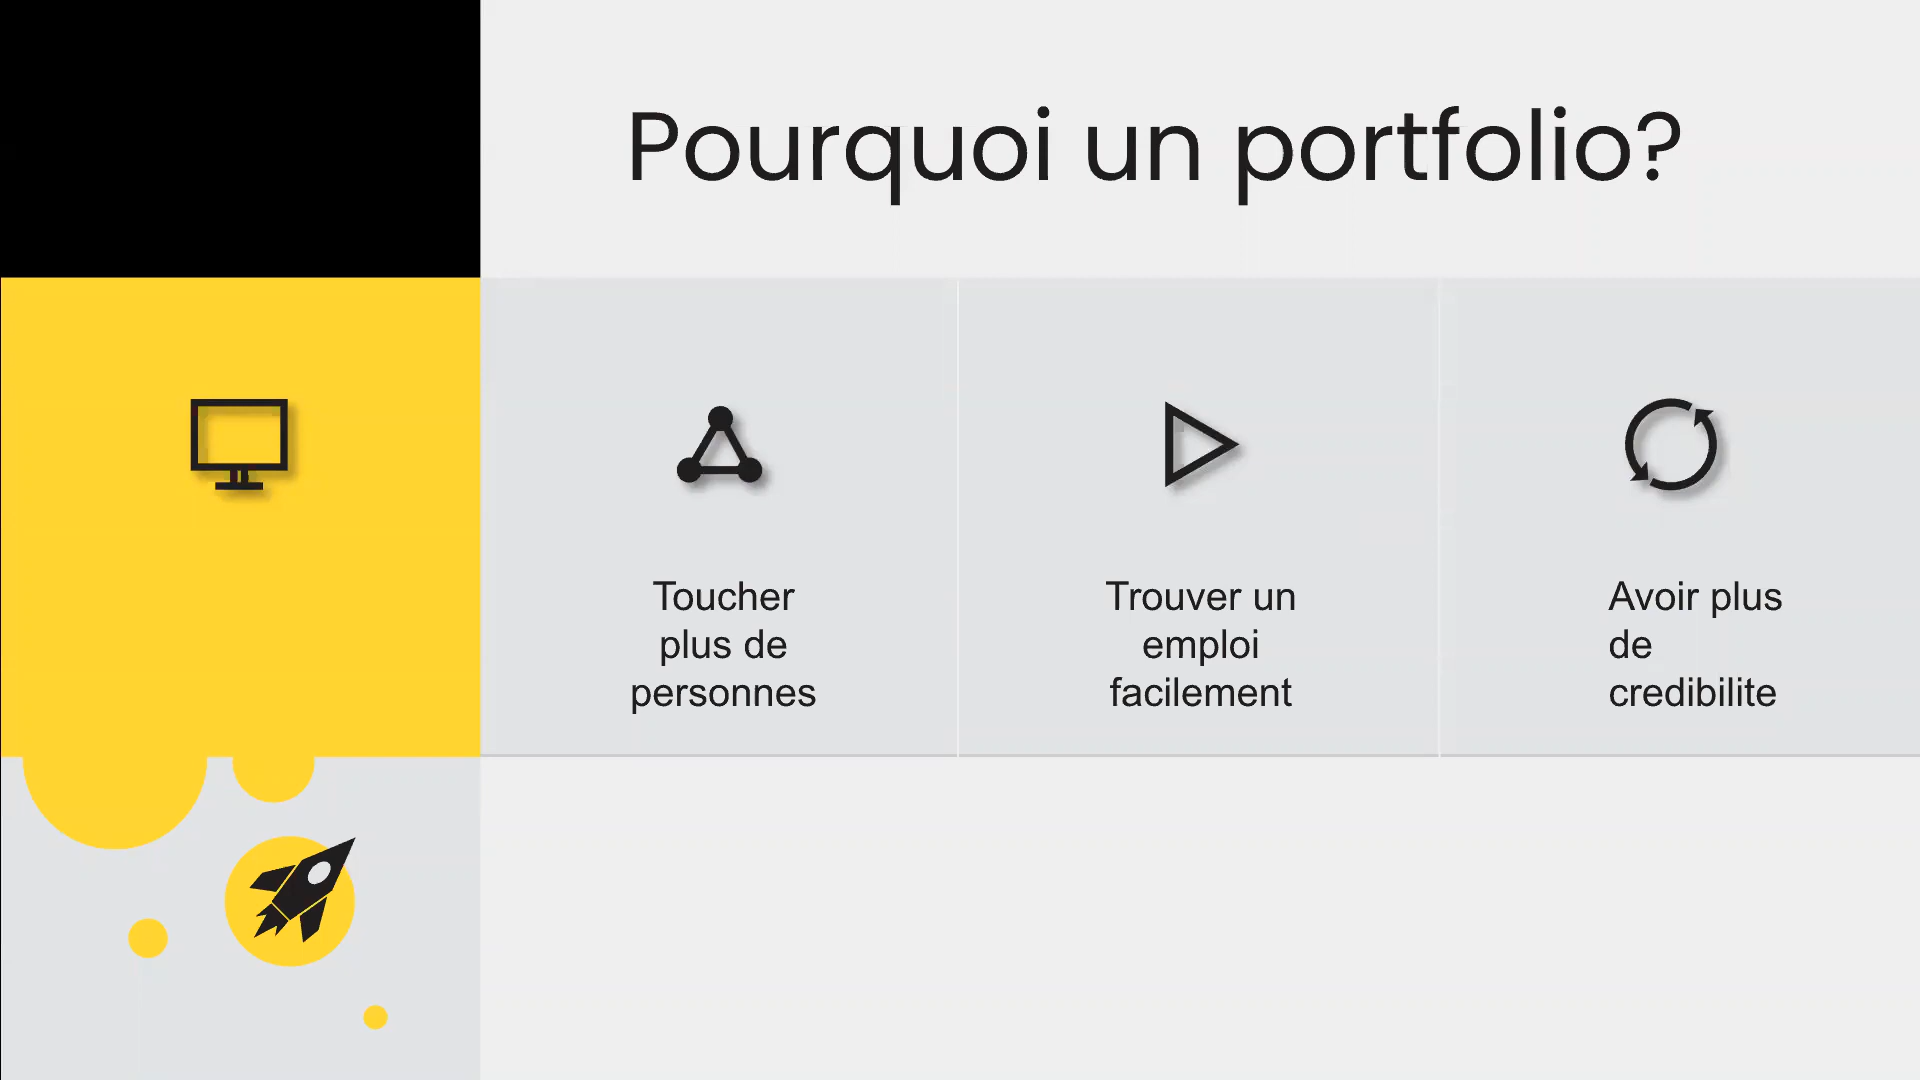 Pourquoi un portfolio?
Toucher
plus de
personnes
Trouver un
emploi
facilement
Avoir plus
de
credibilite